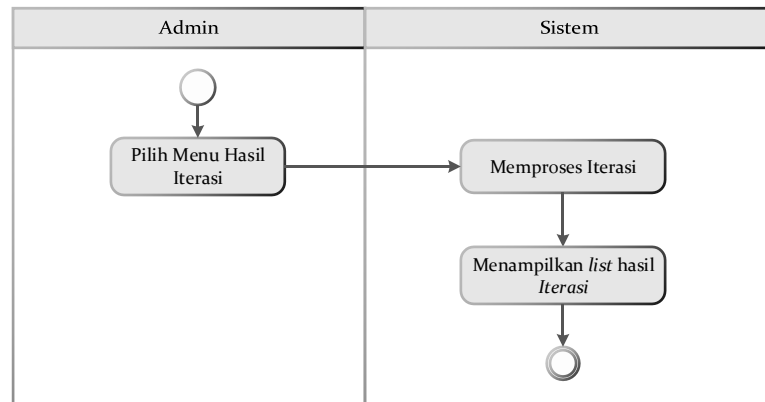 Admin
Sistem
Pilih Menu Hasil
Iterasi
Memproses Iterasi
Menampilkan list hasil
Iterasi